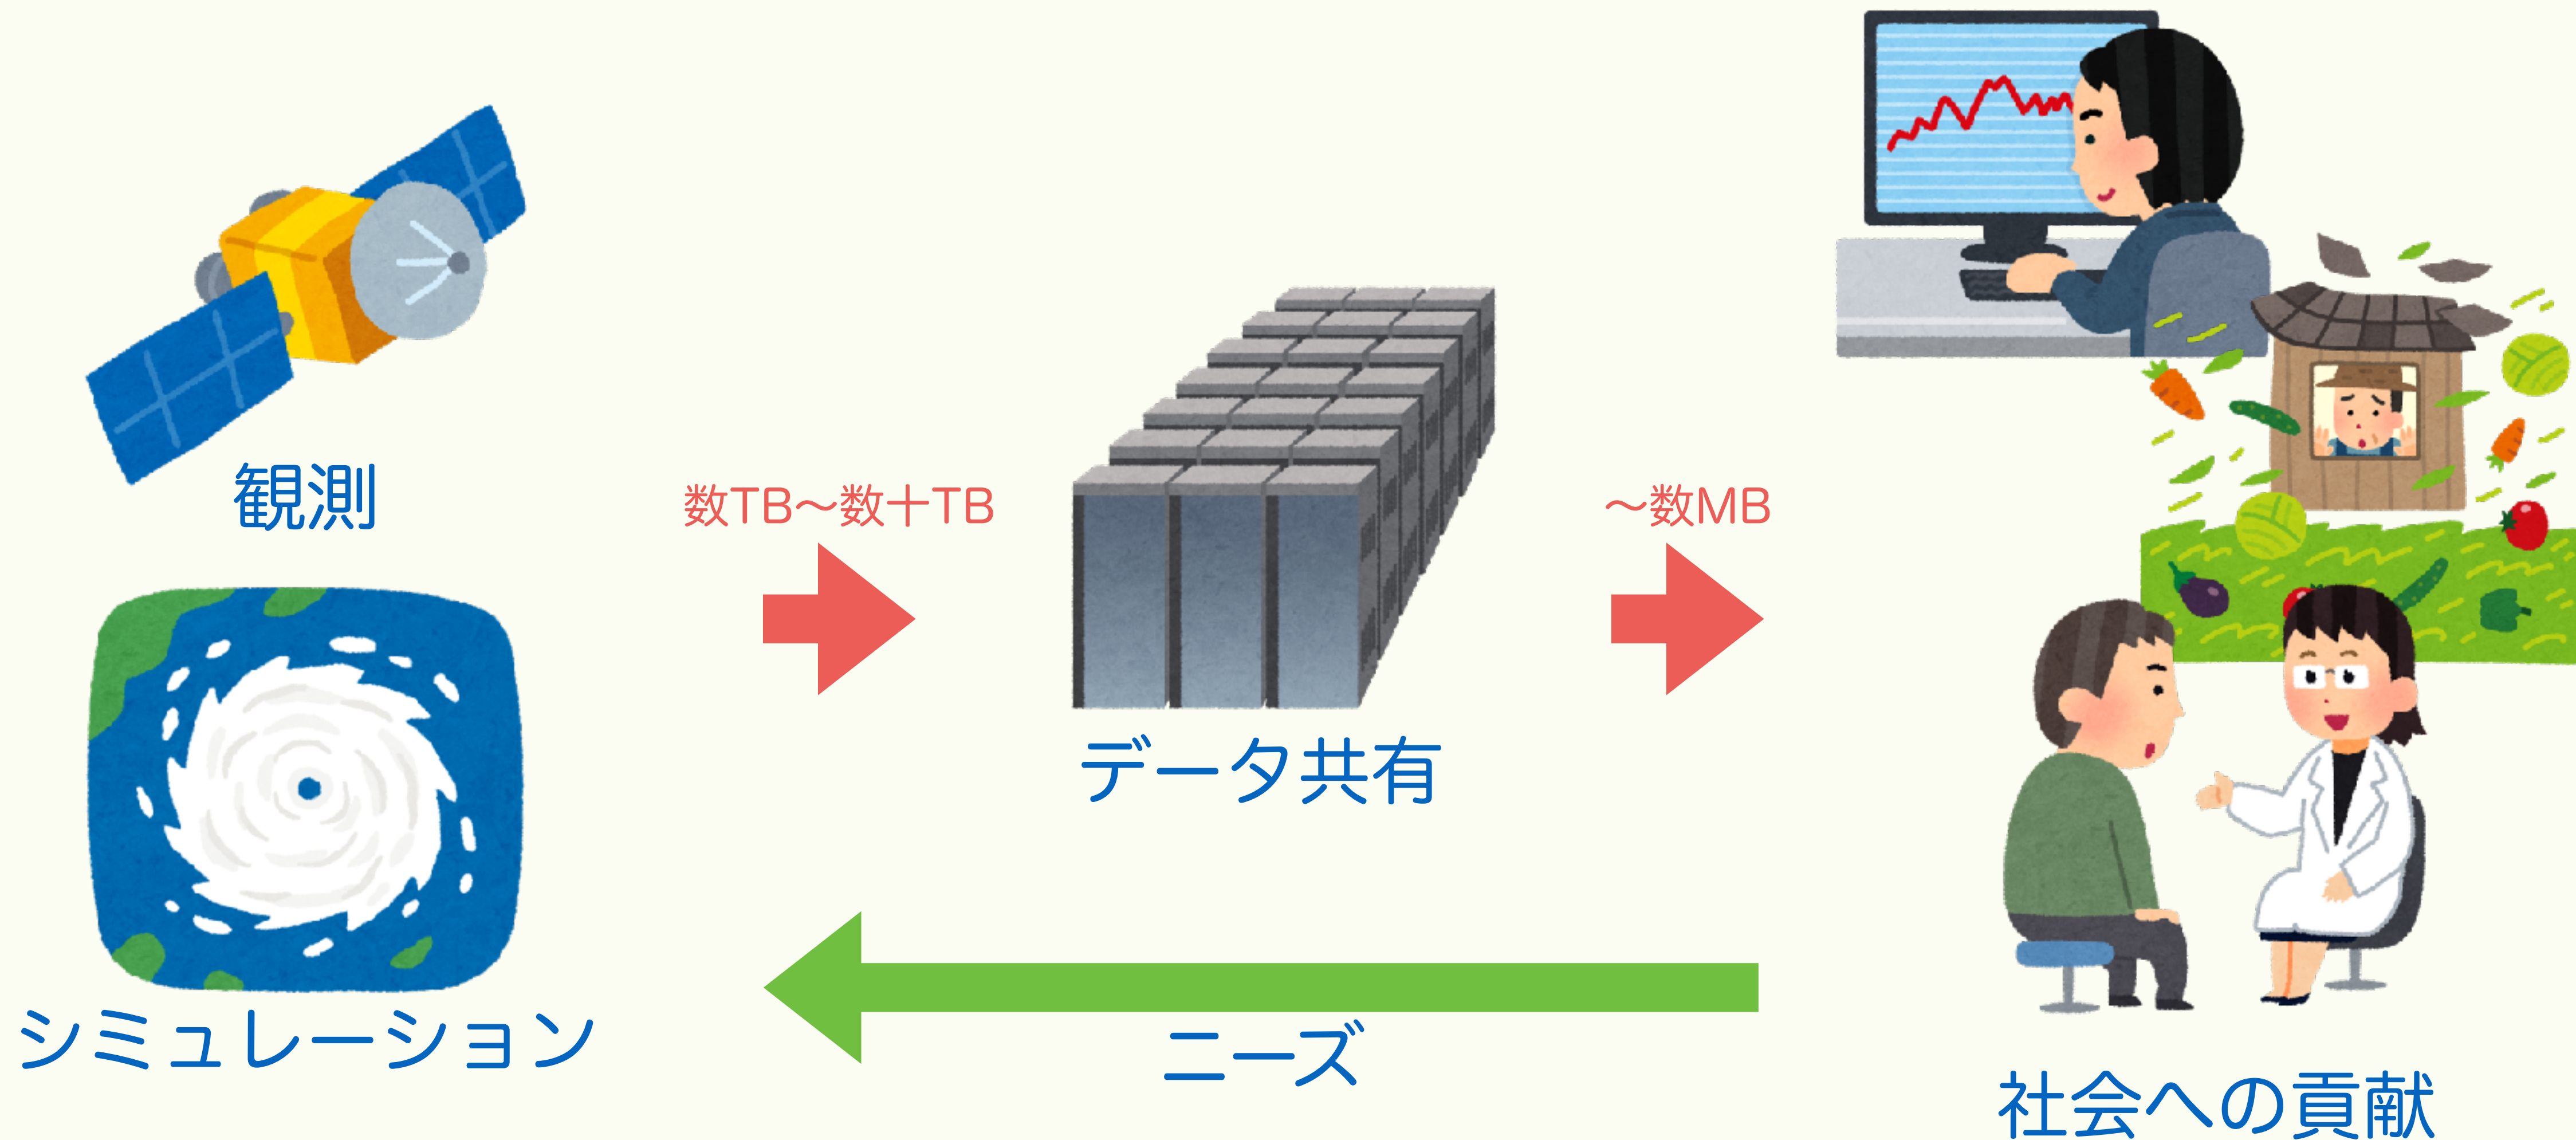 観測
シミュレーション
数TB〜数十TB
データ共有
〜数MB
ニーズ
社会への貢献